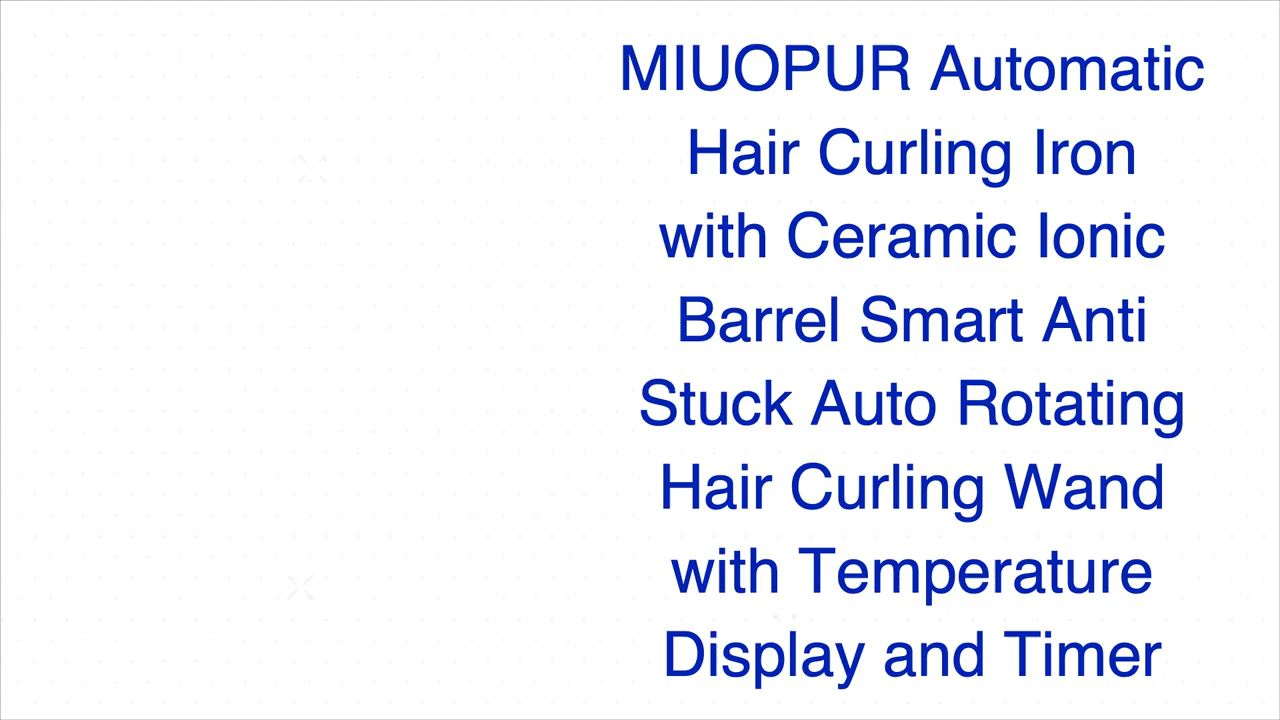 MIUOPUR Automatic
Hair Curling Iron
with Ceramic Ionic
Barrel Smart Anti
Stuck Auto Rotating
Hair Curling Wand
with Temperature
Display and Timer